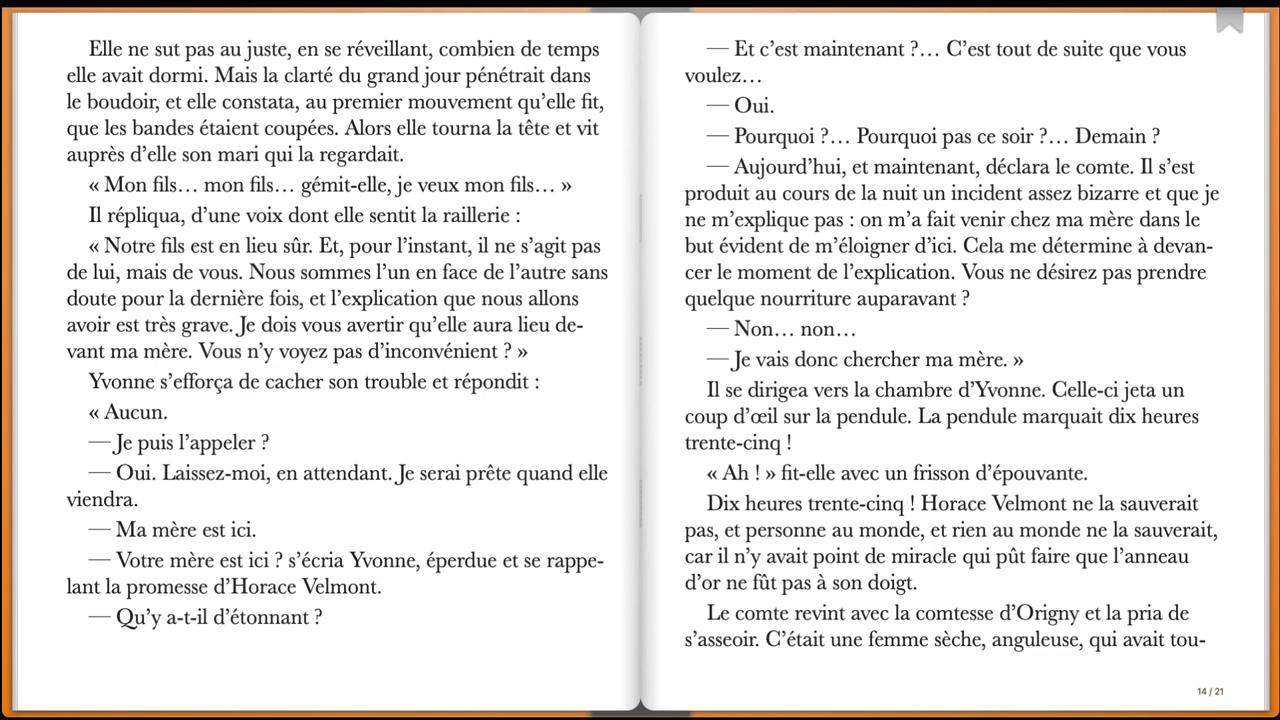 Elle ne sut pas au juste, en se réveillant, combien de temps
elle avait dormi. Mais la clarté du grand jour pénétrait dans
le boudoir, et elle constata, au premier mouvement qu’elle fit,
que les bandes étaient coupées. Alors elle tourna la tête et vit
auprès d’elle son mari qui la regardait.
« Mon fils… mon fils… gémit-elle, je veux mon fils… »
Il répliqua, d’une voix dont elle sentit la raillerie :
« Notre fils est en lieu sûr. Et, pour l’instant, il ne s’agit pas
de lui, mais de vous. Nous sommes l’un en face de l’autre sans
doute pour la dernière fois, et l’explication que nous allons
avoir est très grave. Je dois vous avertir qu’elle aura lieu de-
vant ma mère. Vous n’y voyez pas d’inconvénient ? »
Yvonne s’efforça de cacher son trouble et répondit :
« Aucun.
— Je puis l’appeler ?
— Oui. Laissez-moi, en attendant. Je serai prête quand elle
viendra.
— Ma mère est ici.
— Votre mère est ici ? s’écria Yvonne, éperdue et se rappe-
lant la promesse d’Horace Velmont.
— Qu’y a-t-il d’étonnant ?
— Et c’est maintenant ?… C’est tout de suite que vous
voulez…
— Oui.
— Pourquoi ?… Pourquoi pas ce soir ?… Demain ?
— Aujourd’hui, et maintenant, déclara le comte. Il s’est
produit au cours de la nuit un incident assez bizarre et que je
ne m’explique pas : on m’a fait venir chez ma mère dans le
but évident de m’éloigner d’ici. Cela me détermine à devan-
cer le moment de l’explication. Vous ne désirez pas prendre
quelque nourriture auparavant ?
— Non… non…
— Je vais donc chercher ma mère. »
Il se dirigea vers la chambre d’Yvonne. Celle-ci jeta un
coup d’œil sur la pendule. La pendule marquait dix heures
trente-cinq !
« Ah ! » fit-elle avec un frisson d’épouvante.
Dix heures trente-cinq ! Horace Velmont ne la sauverait
pas, et personne au monde, et rien au monde ne la sauverait,
car il n’y avait point de miracle qui pût faire que l’anneau
d’or ne fût pas à son doigt.
Le comte revint avec la comtesse d’Origny et la pria de
s’asseoir. C’était une femme sèche, anguleuse, qui avait tou-
14 / 21